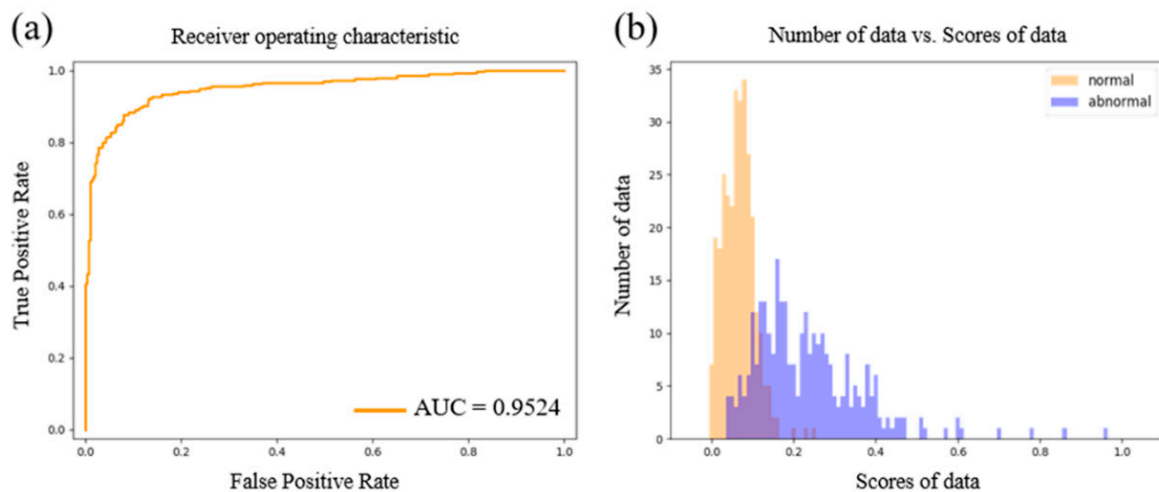 (a)
Receiver operating characteristic
1.0
0.8
0.6
0.4
0.2
0.0
True Positive Rate
AUC = 0.9524
0.0 0.2 0.4 0.6 0.8 1.0
False Positive Rate
(b)
Number of data vs. Scores of data
35
30
25
20
15
10
5
0
Number of data
normal
abnormal
0.0 0.2 0.4 0.6 0.8 1.0
Scores of data